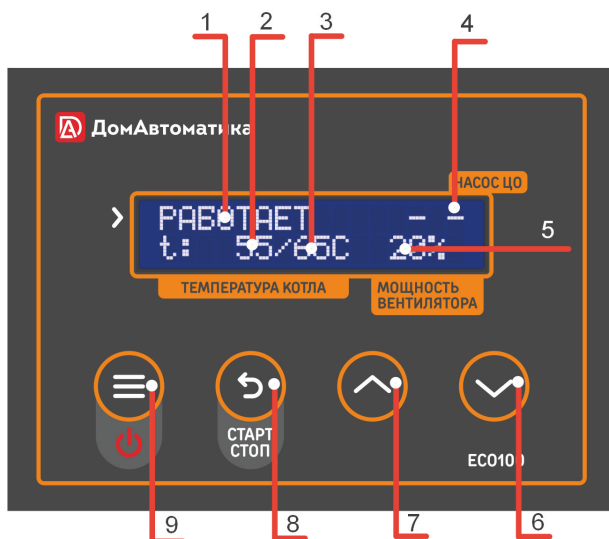 1 2 3 4
ДомАвтоматика
НАСОС ЦО
РАБОТАЕТ – –
t: 55/65C 20%
5
ТЕМПЕРАТУРА КОТЛА
МОЩНОСТЬ
ВЕНТИЛЯТОРА
СТАРТ
СТОП
ECO100
9 8 7 6